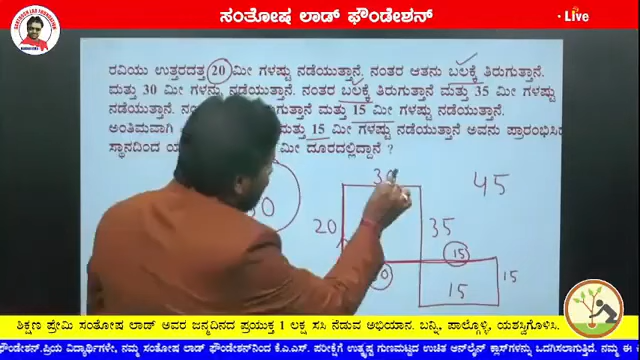 ಸಂತೋಷ ಲಾಡ್ ಫೌಂಡೇಶನ್
Live
ರವಿಯು ಉತ್ತರದತ್ತ 20 ಮೀ ಗಳಷ್ಟು ನಡೆಯುತ್ತಾನೆ. ನಂತರ ಆತನು ಬಲಕ್ಕೆ ತಿರುಗುತ್ತಾನೆ.
ಮತ್ತು 30 ಮೀ ಗಳನ್ನು ನಡೆಯುತ್ತಾನೆ. ನಂತರ ಬಲಕ್ಕೆ ತಿರುಗುತ್ತಾನೆ ಮತ್ತು 35 ಮೀ ಗಳಷ್ಟು
ನಡೆಯುತ್ತಾನೆ. ಮತ್ತು 15 ಮೀ ಗಳಷ್ಟು ನಡೆಯುತ್ತಾನೆ.
ಅಂತಿಮವಾಗಿ ಮತ್ತು 15 ಮೀ ಗಳಷ್ಟು ನಡೆಯುತ್ತಾನೆ ಅವನು ಪ್ರಾರಂಭಿಸಿದ
ಸ್ಥಾನದಿಂದ ಮೀ ದೂರದಲ್ಲಿದ್ದಾನೆ ?
30 45
20 35
15
15 15
ಶಿಕ್ಷಣ ಪ್ರೇಮಿ ಸಂತೋಷ ಲಾಡ್ ಅವರ ಜನ್ಮದಿನದ ಪ್ರಯುಕ್ತ 1 ಲಕ್ಷ ಸಸಿ ನೆಡುವ ಅಭಿಯಾನ. ಬನ್ನಿ, ಪಾಲ್ಗೊಳ್ಳಿ, ಯಶಸ್ವಿಗೊಳಿಸಿ.
ಪ್ರಿಯ ವಿದ್ಯಾರ್ಥಿಗಳೇ, ನಮ್ಮ ಸಂತೋಷ ಲಾಡ್ ಫೌಂಡೇಶನ್‌ನಿಂದ ಕೆ.ಎ.ಎಸ್. ಪರೀಕ್ಷೆಗೆ ಉತ್ಕೃಷ್ಟ ಗುಣಮಟ್ಟದ ಉಚಿತ ಆನ್‌ಲೈನ್ ಕ್ಲಾಸ್‌ಗಳನ್ನು ಒದಗಿಸಲಾಗುತ್ತಿದೆ. ನಮ್ಮ ಈ